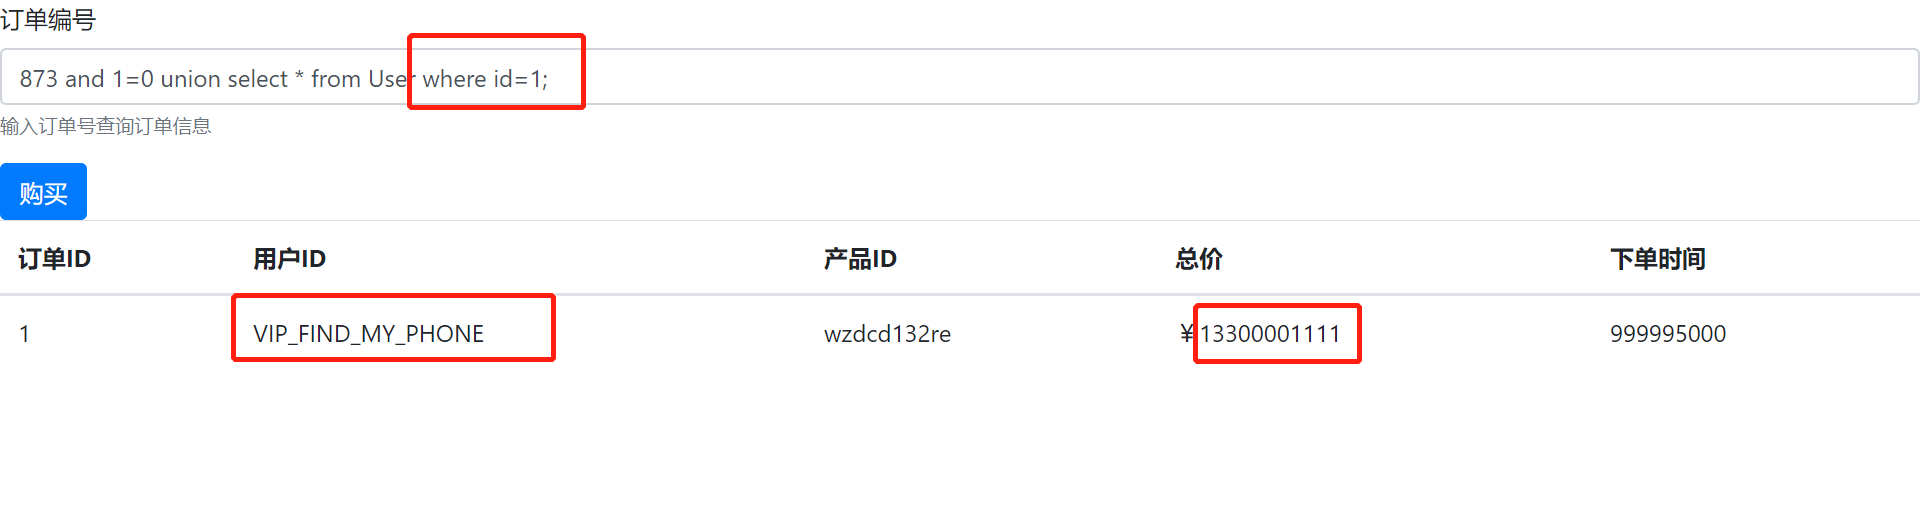 订单编号
873 and 1=0 union select * from User where id=1;
输入订单号查询订单信息
购买
订单ID 用户ID 产品ID 总价 下单时间
1 VIP_FIND_MY_PHONE wzdcd132re ¥13300001111 999995000